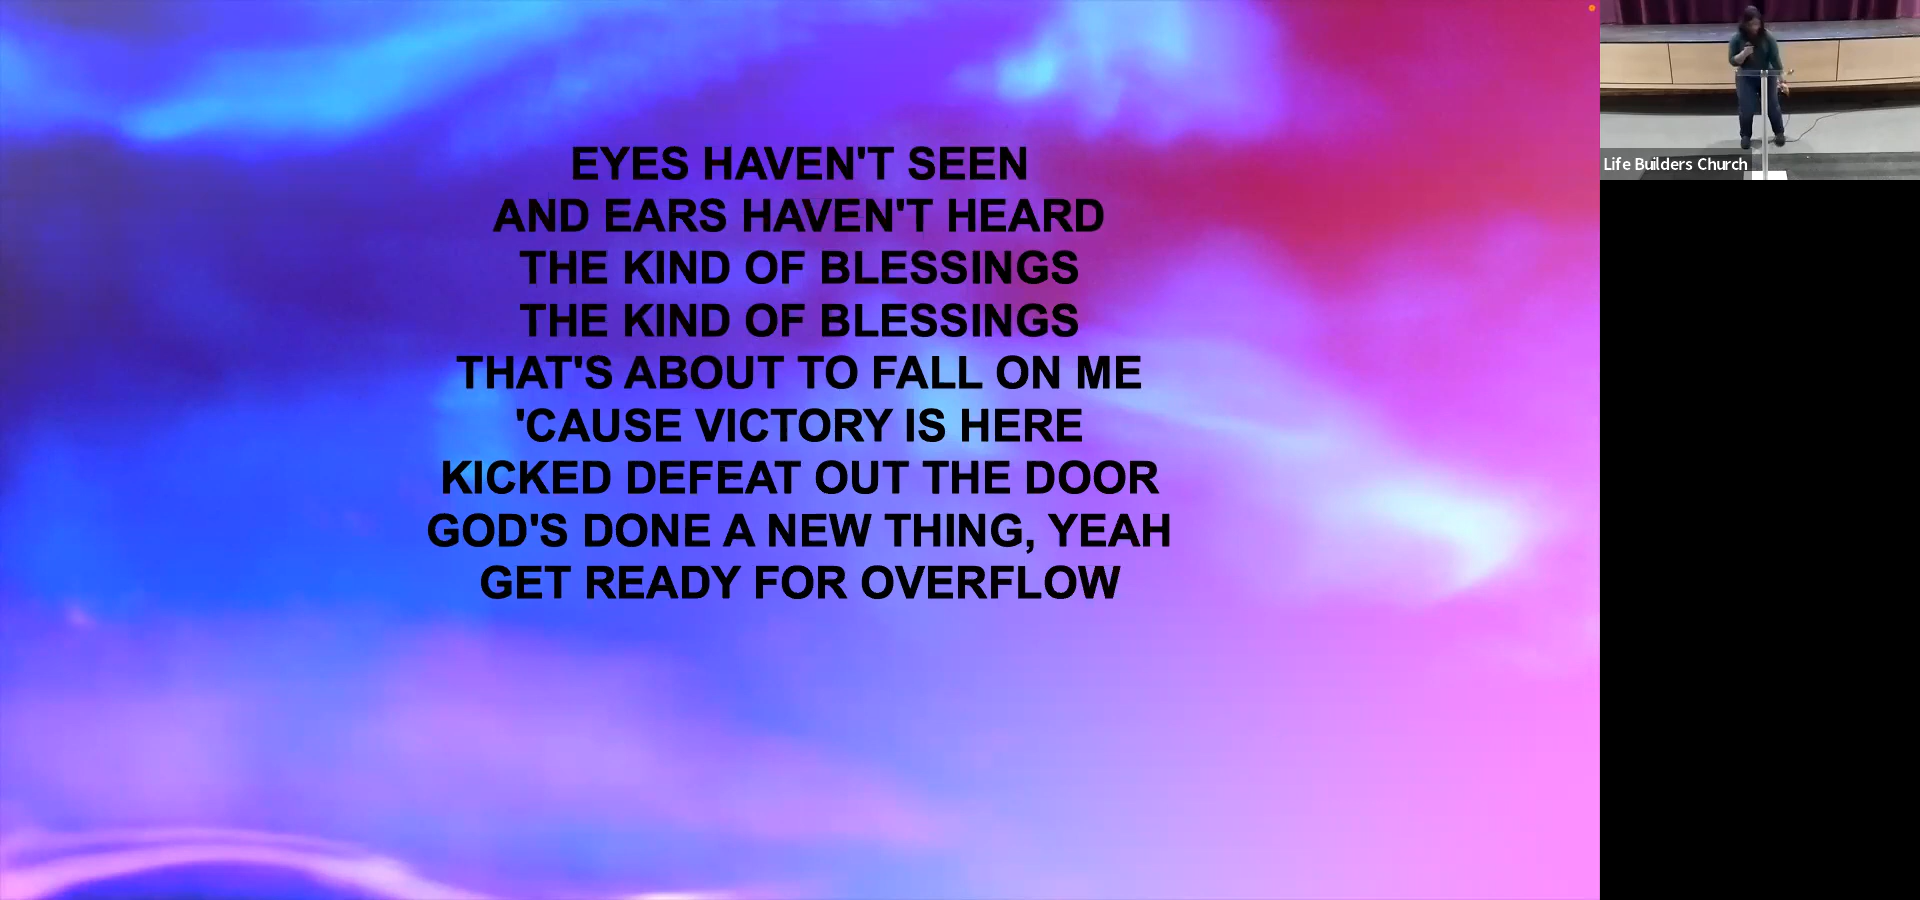 EYES HAVEN'T SEEN
AND EARS HAVEN'T HEARD
THE KIND OF BLESSINGS
THE KIND OF BLESSINGS
THAT'S ABOUT TO FALL ON ME
'CAUSE VICTORY IS HERE
KICKED DEFEAT OUT THE DOOR
GOD'S DONE A NEW THING, YEAH
GET READY FOR OVERFLOW
Life Builders Church